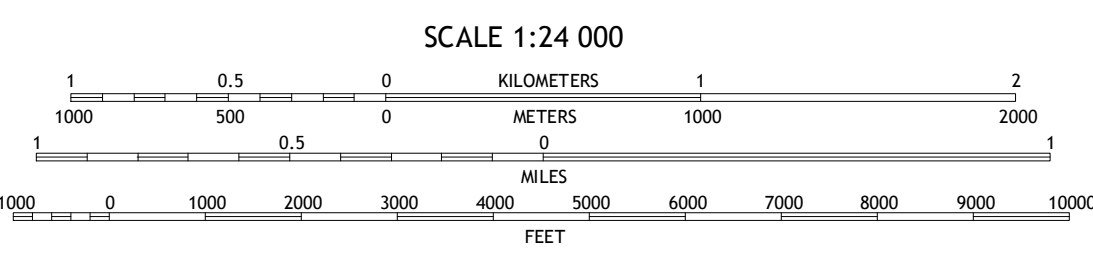 SCALE 1:24 000
1 0.5 0 KILOMETERS 1 2
1000 500 0 METERS 1000 2000
1 0.5 0 1
MILES
1000 0 1000 2000 3000 4000 5000 6000 7000 8000 9000 10000
FEET